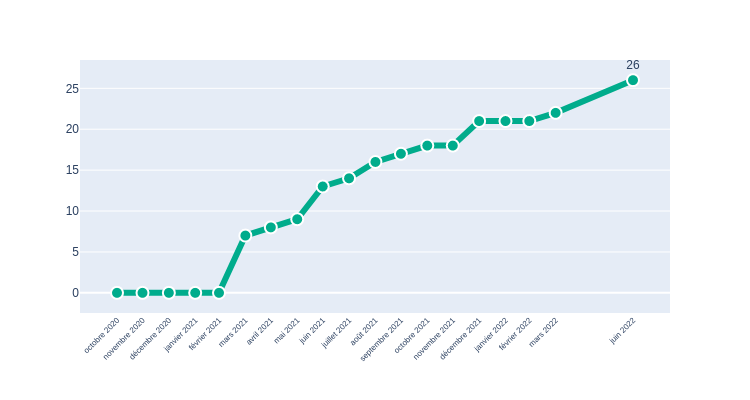 26
25
20
15
10
5
0
octobre 2020
novembre 2020
décembre 2020
janvier 2021
février 2021
mars 2021
avril 2021
mai 2021
juin 2021
juillet 2021
août 2021
septembre 2021
octobre 2021
novembre 2021
décembre 2021
janvier 2022
février 2022
mars 2022
juin 2022